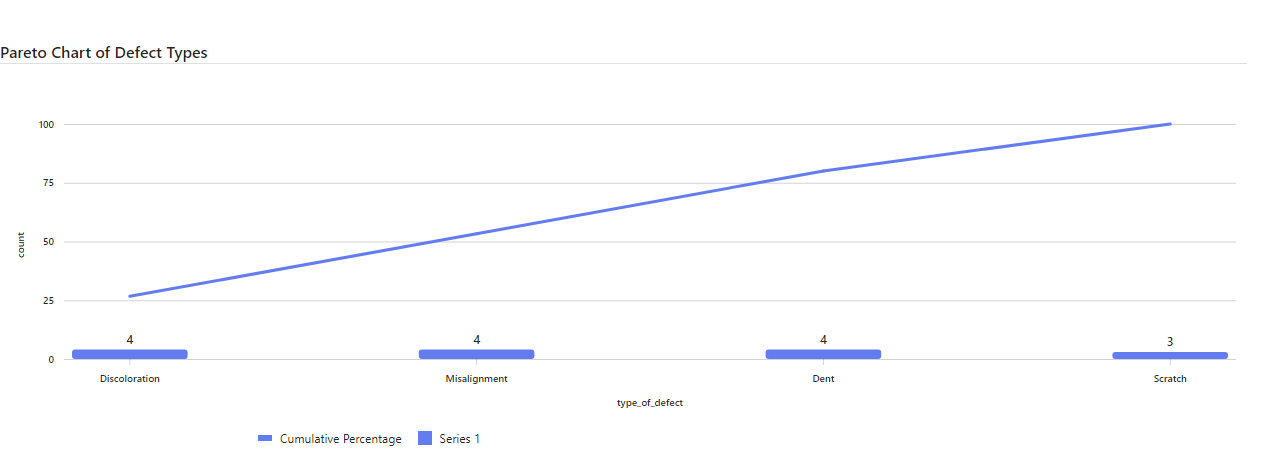 Pareto Chart of Defect Types
100
75
50
25
0
count
4 4 4 3
Discoloration Misalignment Dent Scratch
type_of_defect
Cumulative Percentage Series 1